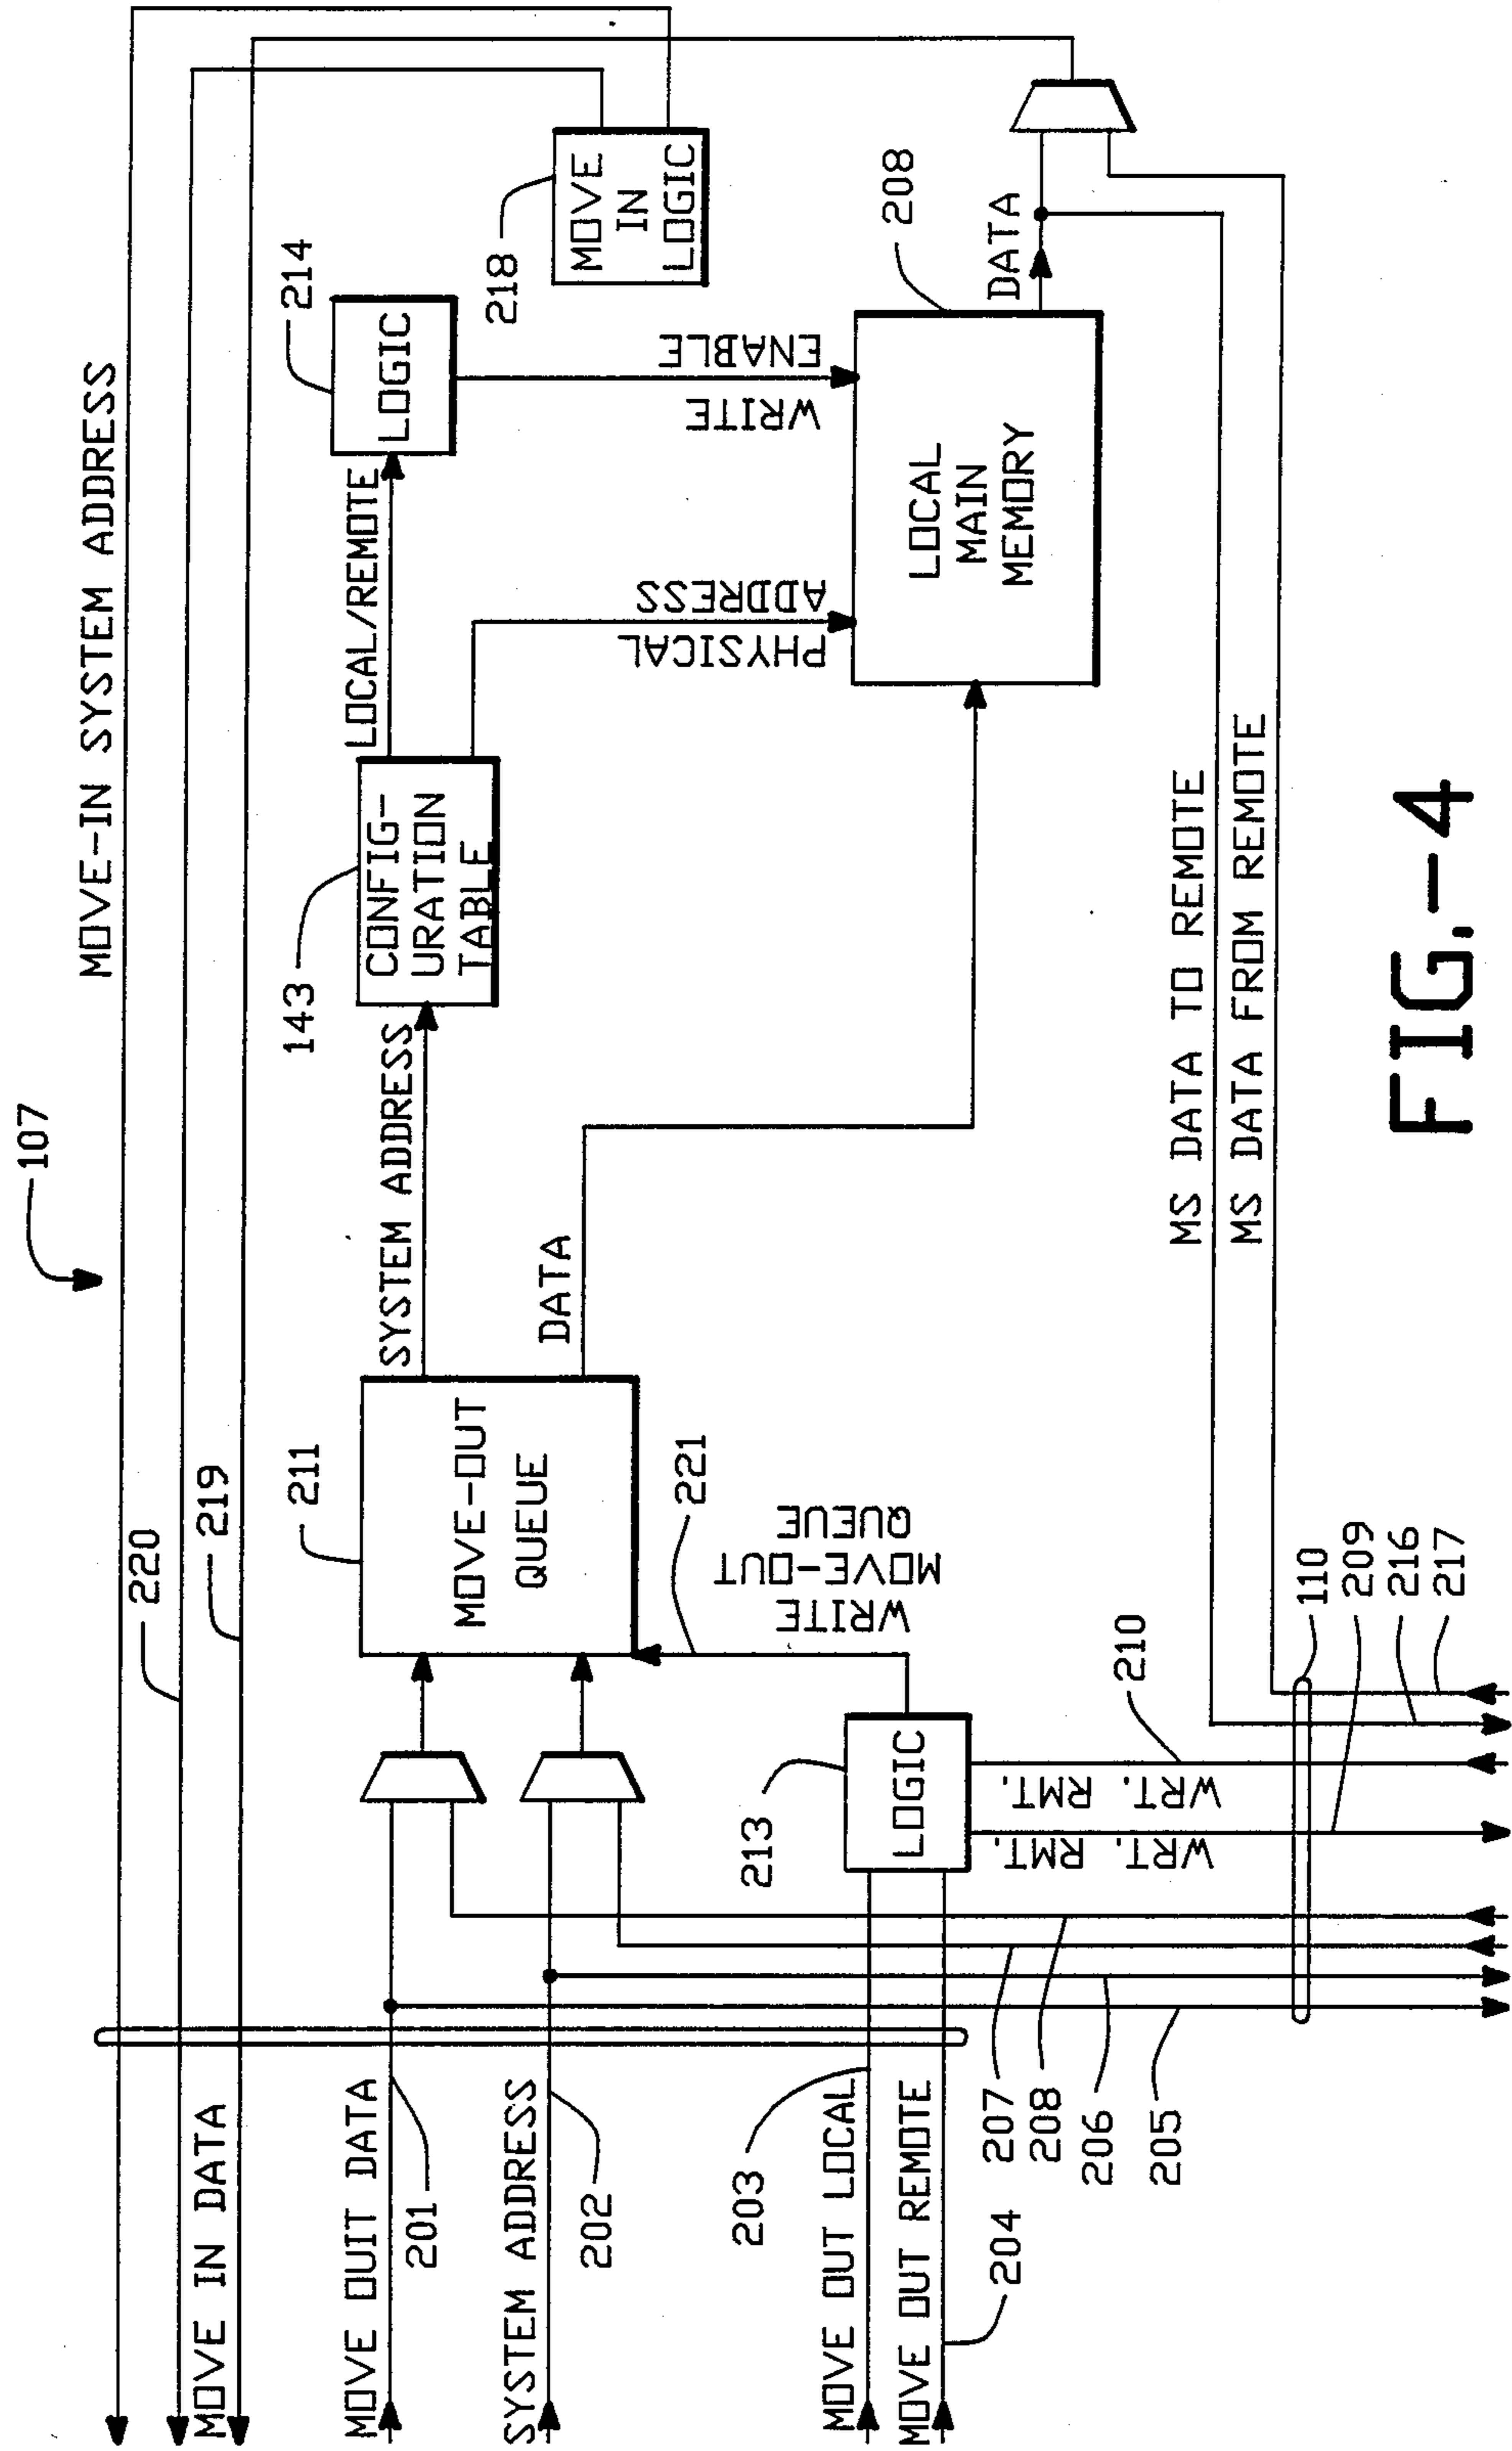 107
MOVE-IN SYSTEM ADDRESS
220
219
MOVE IN DATA
MOVE OUIT DATA
201
SYSTEM ADDRESS
202
MOVE OUT LOCAL
203
MOVE OUT REMOTE
204
211
MOVE-OUT
QUEUE
SYSTEM ADDRESS
DATA
143
CONFIG-
URATION
TABLE
LOCAL/REMOTE
214
LOGIC
218
MOVE
IN
LOGIC
PHYSICAL
ADDRESS
WRITE
ENABLE
208
LOCAL
MAIN
MEMORY
DATA
213
LOGIC
221
WRITE
MOVE-OUT
QUEUE
WRT. RMT.
WRT. RMT.
210
207
208
206
205
110
209
216
217
MS DATA TO REMOTE
MS DATA FROM REMOTE
FIG.-4